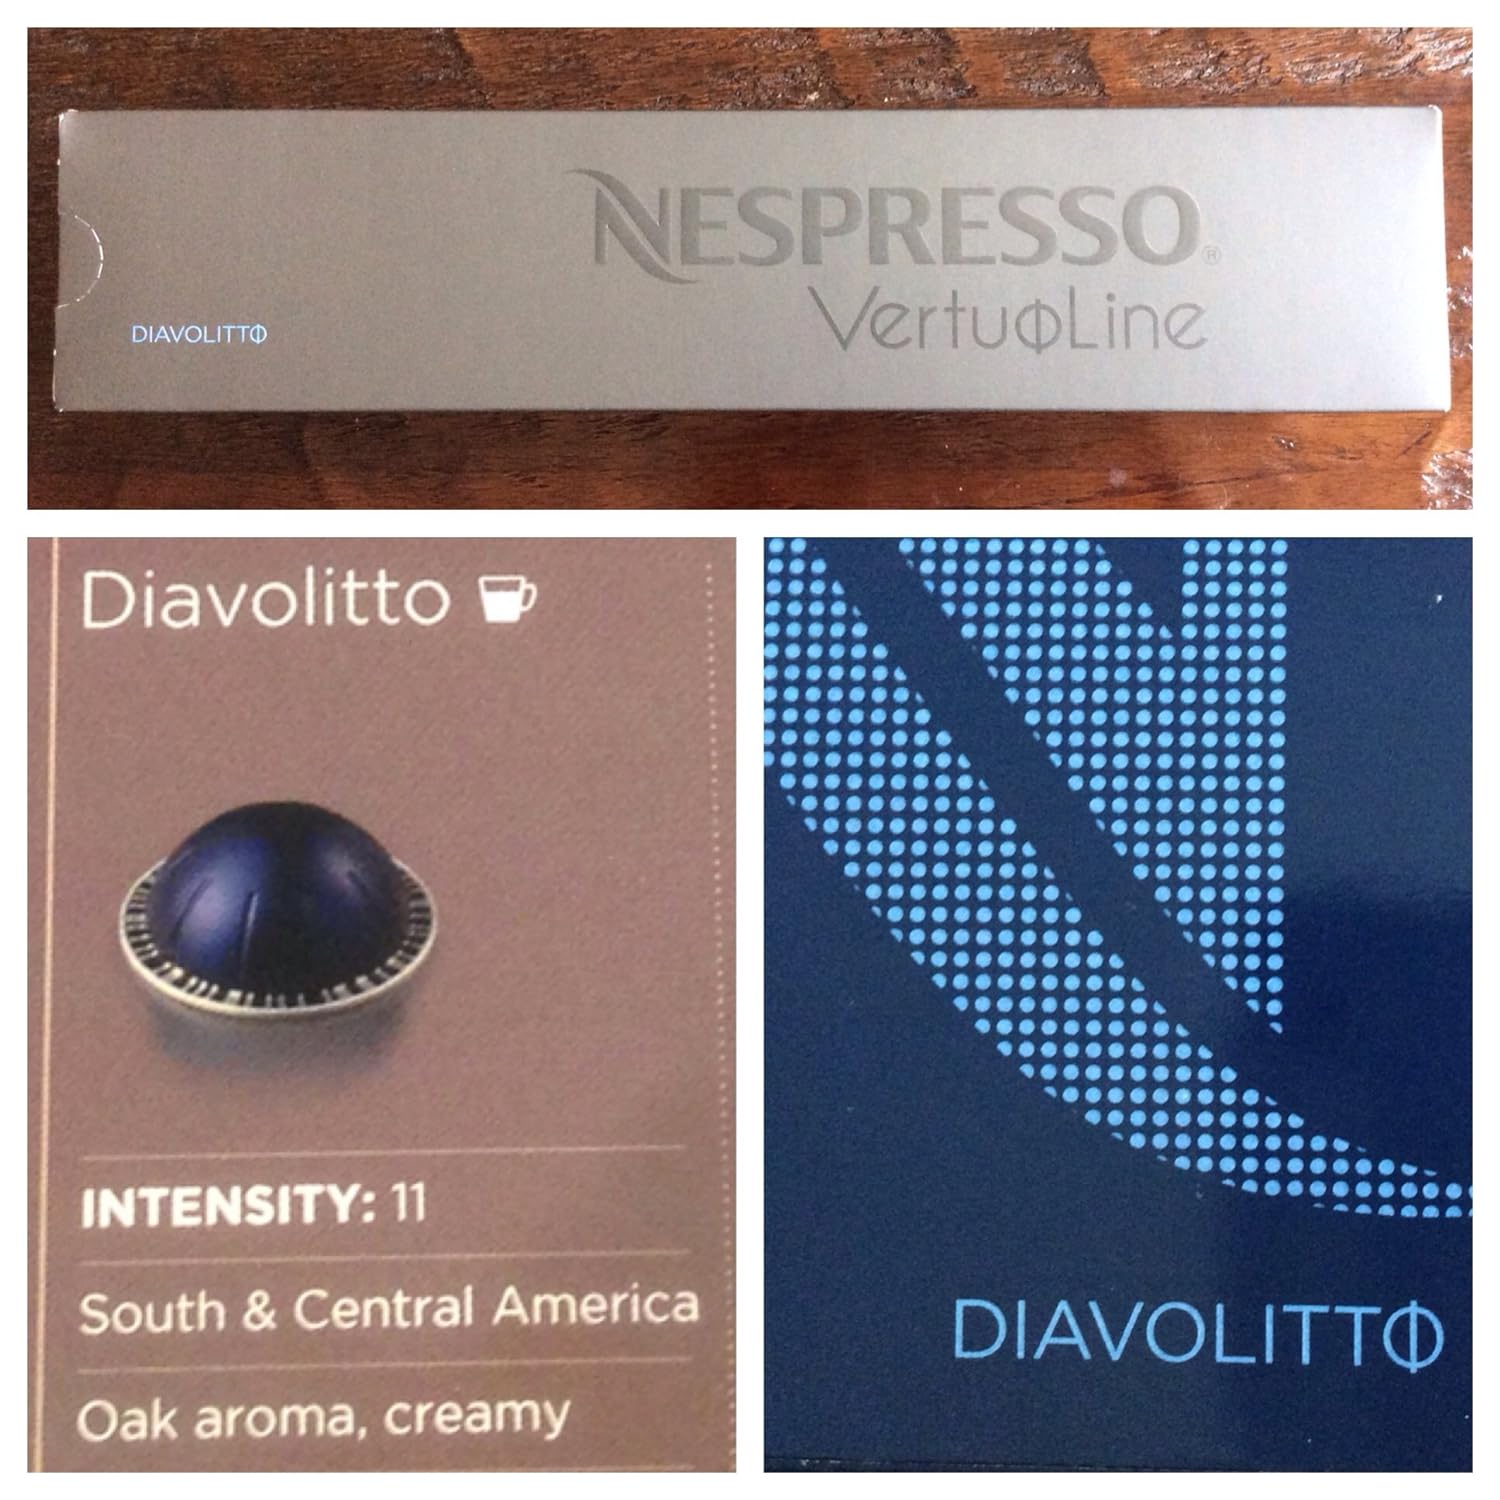 NESPRESSO®
VertuoLine
DIAVOLITTO
Diavolitto
INTENSITY: 11
South & Central America
Oak aroma, creamy
DIAVOLITTO